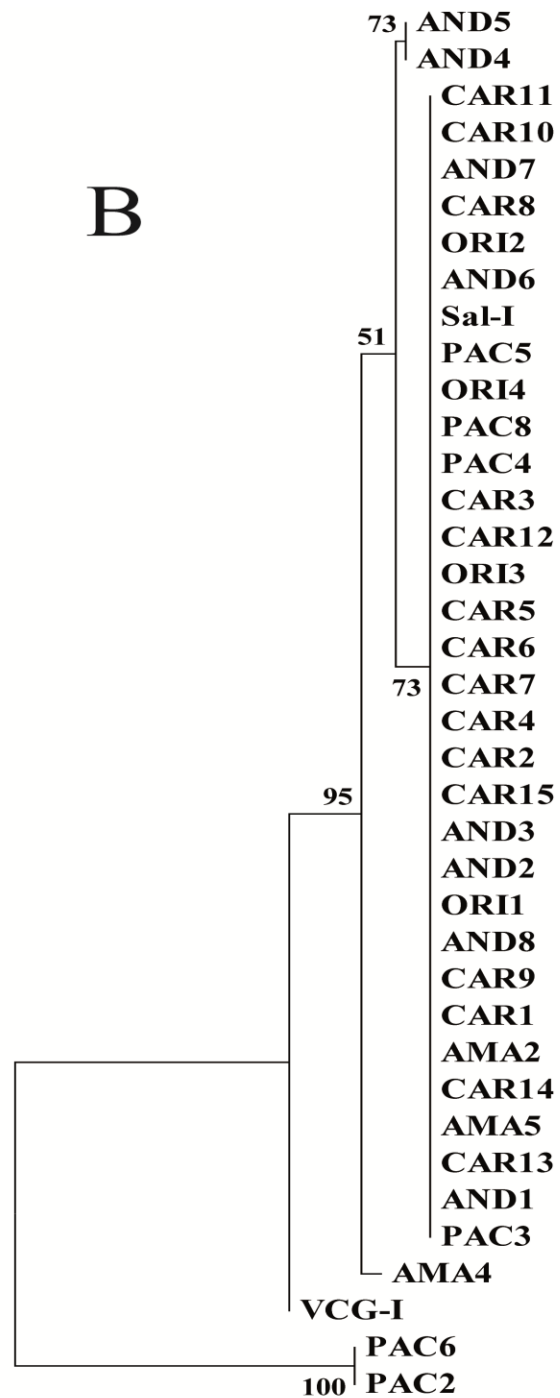 73
AND5
AND4
CAR11
CAR10
B
AND7
CAR8
ORI2
AND6
Sal-I
51
PAC5
ORI4
PAC8
PAC4
CAR3
CAR12
ORI3
CAR5
CAR6
73
CAR7
CAR4
CAR2
95
CAR15
AND3
AND2
ORI1
AND8
CAR9
CAR1
AMA2
CAR14
AMA5
CAR13
AND1
PAC3
AMA4
VCG-I
PAC6
100
PAC2